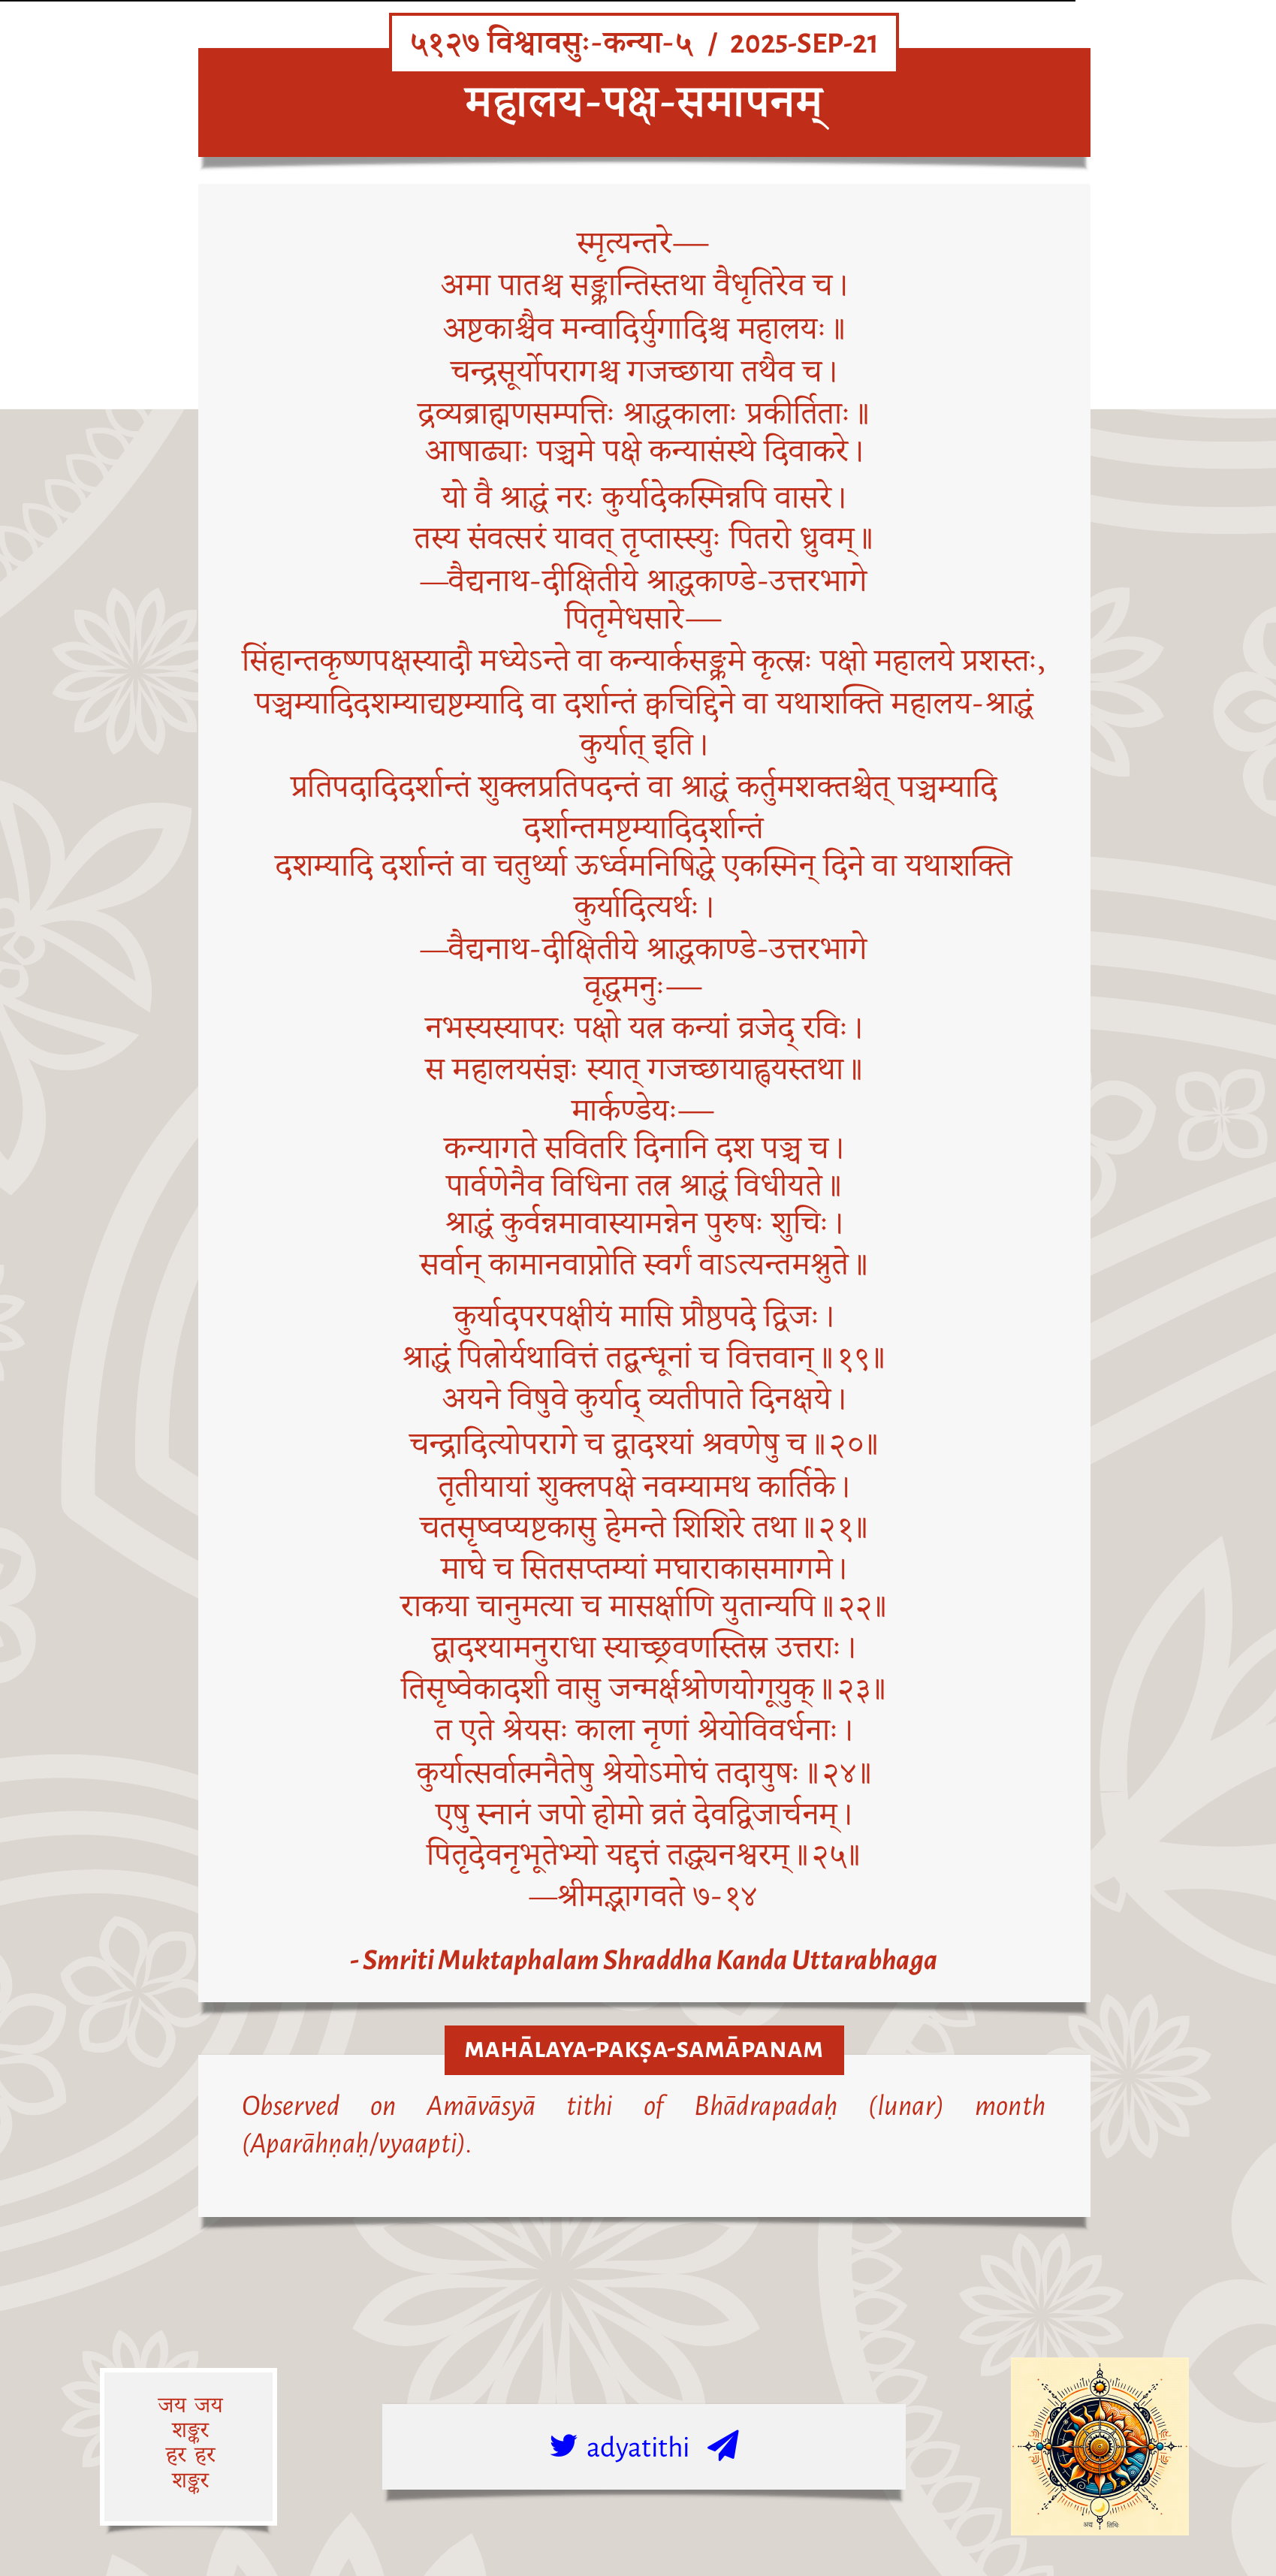 ५१२७ विश्वावसुः-कन्या-५ / 2025-SEP-21
महालय-पक्ष-समापनम्
स्मृत्यन्तरे—
अमा पातश्च सङ्क्रान्तिस्तथा वैधृतिरेव च।
अष्टकाश्चैव मन्वादिर्युगादिश्च महालयः॥
चन्द्रसूर्योपरागश्च गजच्छाया तथैव च।
द्रव्यब्राह्मणसम्पत्तिः श्राद्धकालाः प्रकीर्तिताः॥
आषाढ्याः पञ्चमे पक्षे कन्यासंस्थे दिवाकरे।
यो वै श्राद्धं नरः कुर्यादेकस्मिन्नपि वासरे।
तस्य संवत्सरं यावत् तृप्तास्स्युः पितरो ध्रुवम्॥
—वैद्यनाथ-दीक्षितीये श्राद्धकाण्डे-उत्तरभागे
पितृमेधसारे—
सिंहान्तकृष्णपक्षस्यादौ मध्येऽन्ते वा कन्यार्कसङ्क्रमे कृत्स्नः पक्षो महालये प्रशस्तः,
पञ्चम्यादिदशम्याद्यष्टम्यादि वा दर्शान्तं क्वचिद्दिने वा यथाशक्ति महालय-श्राद्धं
कुर्यात् इति।
प्रतिपदादिदर्शान्तं शुक्लप्रतिपदन्तं वा श्राद्धं कर्तुमशक्तश्चेत् पञ्चम्यादि
दर्शान्तमष्टम्यादिदर्शान्तं
दशम्यादि दर्शान्तं वा चतुर्थ्या ऊर्ध्वमनिषिद्धे एकस्मिन् दिने वा यथाशक्ति
कुर्यादित्यर्थः।
—वैद्यनाथ-दीक्षितीये श्राद्धकाण्डे-उत्तरभागे
वृद्धमनुः—
नभस्यस्यापरः पक्षो यत्र कन्यां व्रजेद् रविः।
स महालयसंज्ञः स्यात् गजच्छायाह्वयस्तथा॥
मार्कण्डेयः—
कन्यागते सवितरि दिनानि दश पञ्च च।
पार्वणेनैव विधिना तत्र श्राद्धं विधीयते॥
श्राद्धं कुर्वन्नमावास्यामन्नेन पुरुषः शुचिः।
सर्वान् कामानवाप्नोति स्वर्गं वाऽत्यन्तमश्नुते॥
कुर्यादपरपक्षीयं मासि प्रौष्ठपदे द्विजः।
श्राद्धं पित्रोर्यथावित्तं तद्बन्धूनां च वित्तवान्॥१९॥
अयने विषुवे कुर्याद् व्यतीपाते दिनक्षये।
चन्द्रादित्योपरागे च द्वादश्यां श्रवणेषु च॥२०॥
तृतीयायां शुक्लपक्षे नवम्यामथ कार्तिके।
चतसृष्वप्यष्टकासु हेमन्ते शिशिरे तथा॥२१॥
माघे च सितसप्तम्यां मघाराकासमागमे।
राकया चानुमत्या च मासर्क्षाणि युतान्यपि॥२२॥
द्वादश्यामनुराधा स्याच्छ्रवणस्तिस्र उत्तराः।
तिसृष्वेकादशी वासु जन्मर्क्षश्रोणयोगूयुक्॥२३॥
त एते श्रेयसः काला नृणां श्रेयोविवर्धनाः।
कुर्यात्सर्वात्मनैतेषु श्रेयोऽमोघं तदायुषः॥२४॥
एषु स्नानं जपो होमो व्रतं देवद्विजार्चनम्।
पितृदेवनृभूतेभ्यो यद्दत्तं तद्ध्यनश्वरम्॥२५॥
—श्रीमद्भागवते ७-१४
- Smriti Muktaphalam Shraddha Kanda Uttarabhaga
MAHĀLAYA-PAKṢA-SAMĀPANAM
Observed on Amāvāsyā tithi of Bhādrapadaḥ (lunar) month
(Aparāhṇaḥ/vyaapti).
जय जय
शङ्कर
हर हर
शङ्कर
adyatithi
अद्य तिथिः